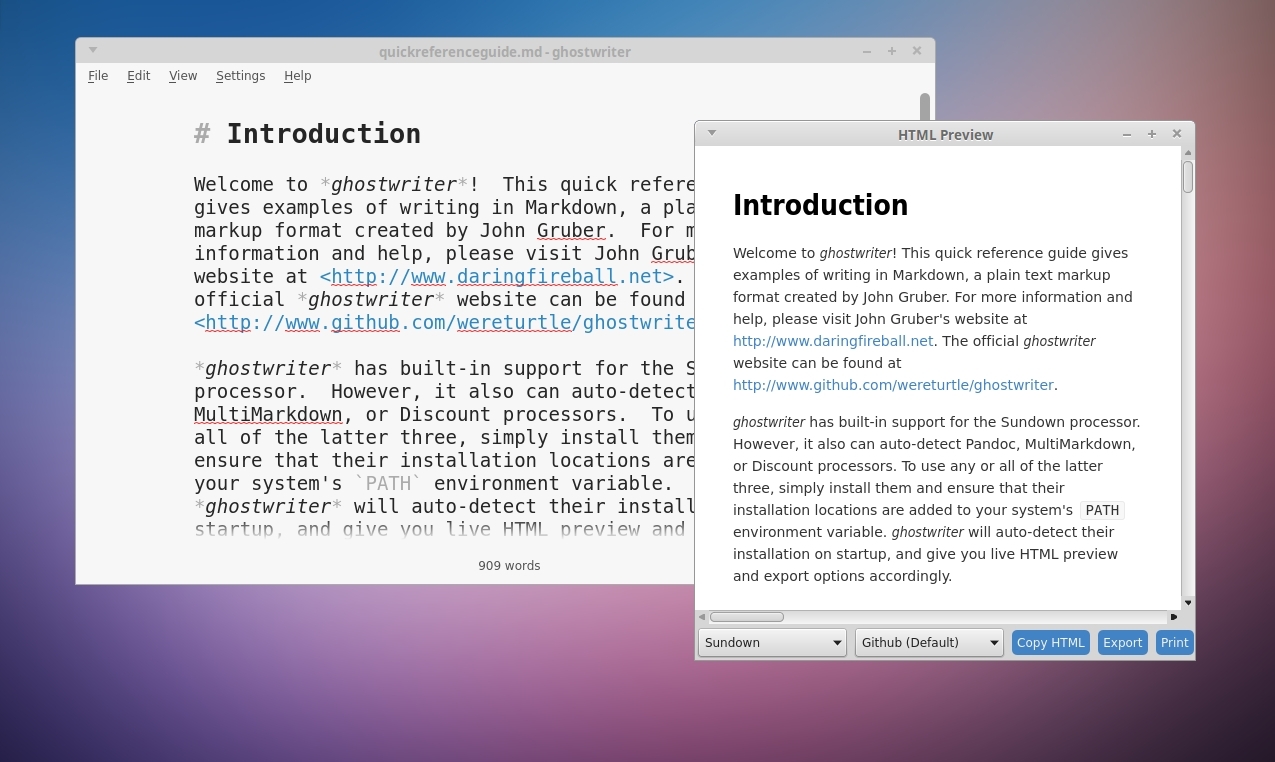 quickreferenceguide.md - ghostwriter
File Edit View Settings Help
# Introduction
Welcome to *ghostwriter*! This quick refere
gives examples of writing in Markdown, a pla
markup format created by John Gruber. For m
information and help, please visit John Grub
website at <http://www.daringfireball.net>.
official *ghostwriter* website can be found
<http://www.github.com/wereturtle/ghostwrite
*ghostwriter* has built-in support for the S
processor. However, it also can auto-detect
MultiMarkdown, or Discount processors. To u
all of the latter three, simply install them
ensure that their installation locations are
your system's `PATH` environment variable.
*ghostwriter* will auto-detect their install
startup, and give you live HTML preview and
909 words
HTML Preview
Introduction
Welcome to ghostwriter! This quick reference guide gives
examples of writing in Markdown, a plain text markup
format created by John Gruber. For more information and
help, please visit John Gruber's website at
http://www.daringfireball.net. The official ghostwriter
website can be found at
http://www.github.com/wereturtle/ghostwriter.
ghostwriter has built-in support for the Sundown processor.
However, it also can auto-detect Pandoc, MultiMarkdown,
or Discount processors. To use any or all of the latter
three, simply install them and ensure that their
installation locations are added to your system's PATH
environment variable. ghostwriter will auto-detect their
installation on startup, and give you live HTML preview
and export options accordingly.
Sundown Github (Default) Copy HTML Export Print